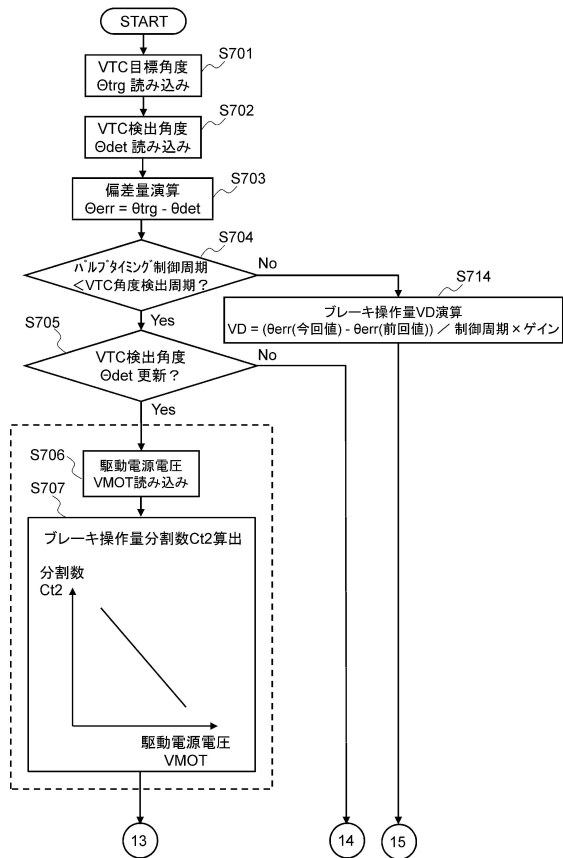 START
S701
VTC目標角度
Θtrg 読み込み
S702
VTC検出角度
Θdet 読み込み
S703
偏差量演算
Θerr = θtrg - θdet
S704
バルブタイミング制御周期
＜VTC角度検出周期？
No
Yes
S714
ブレーキ操作量VD演算
VD = (θerr(今回値) - θerr(前回値)) ／ 制御周期×ゲイン
S705
VTC検出角度
Θdet 更新？
No
Yes
S706
駆動電源電圧
VMOT読み込み
S707
ブレーキ操作量分割数Ct2算出
分割数
Ct2
駆動電源電圧
VMOT
13
14
15